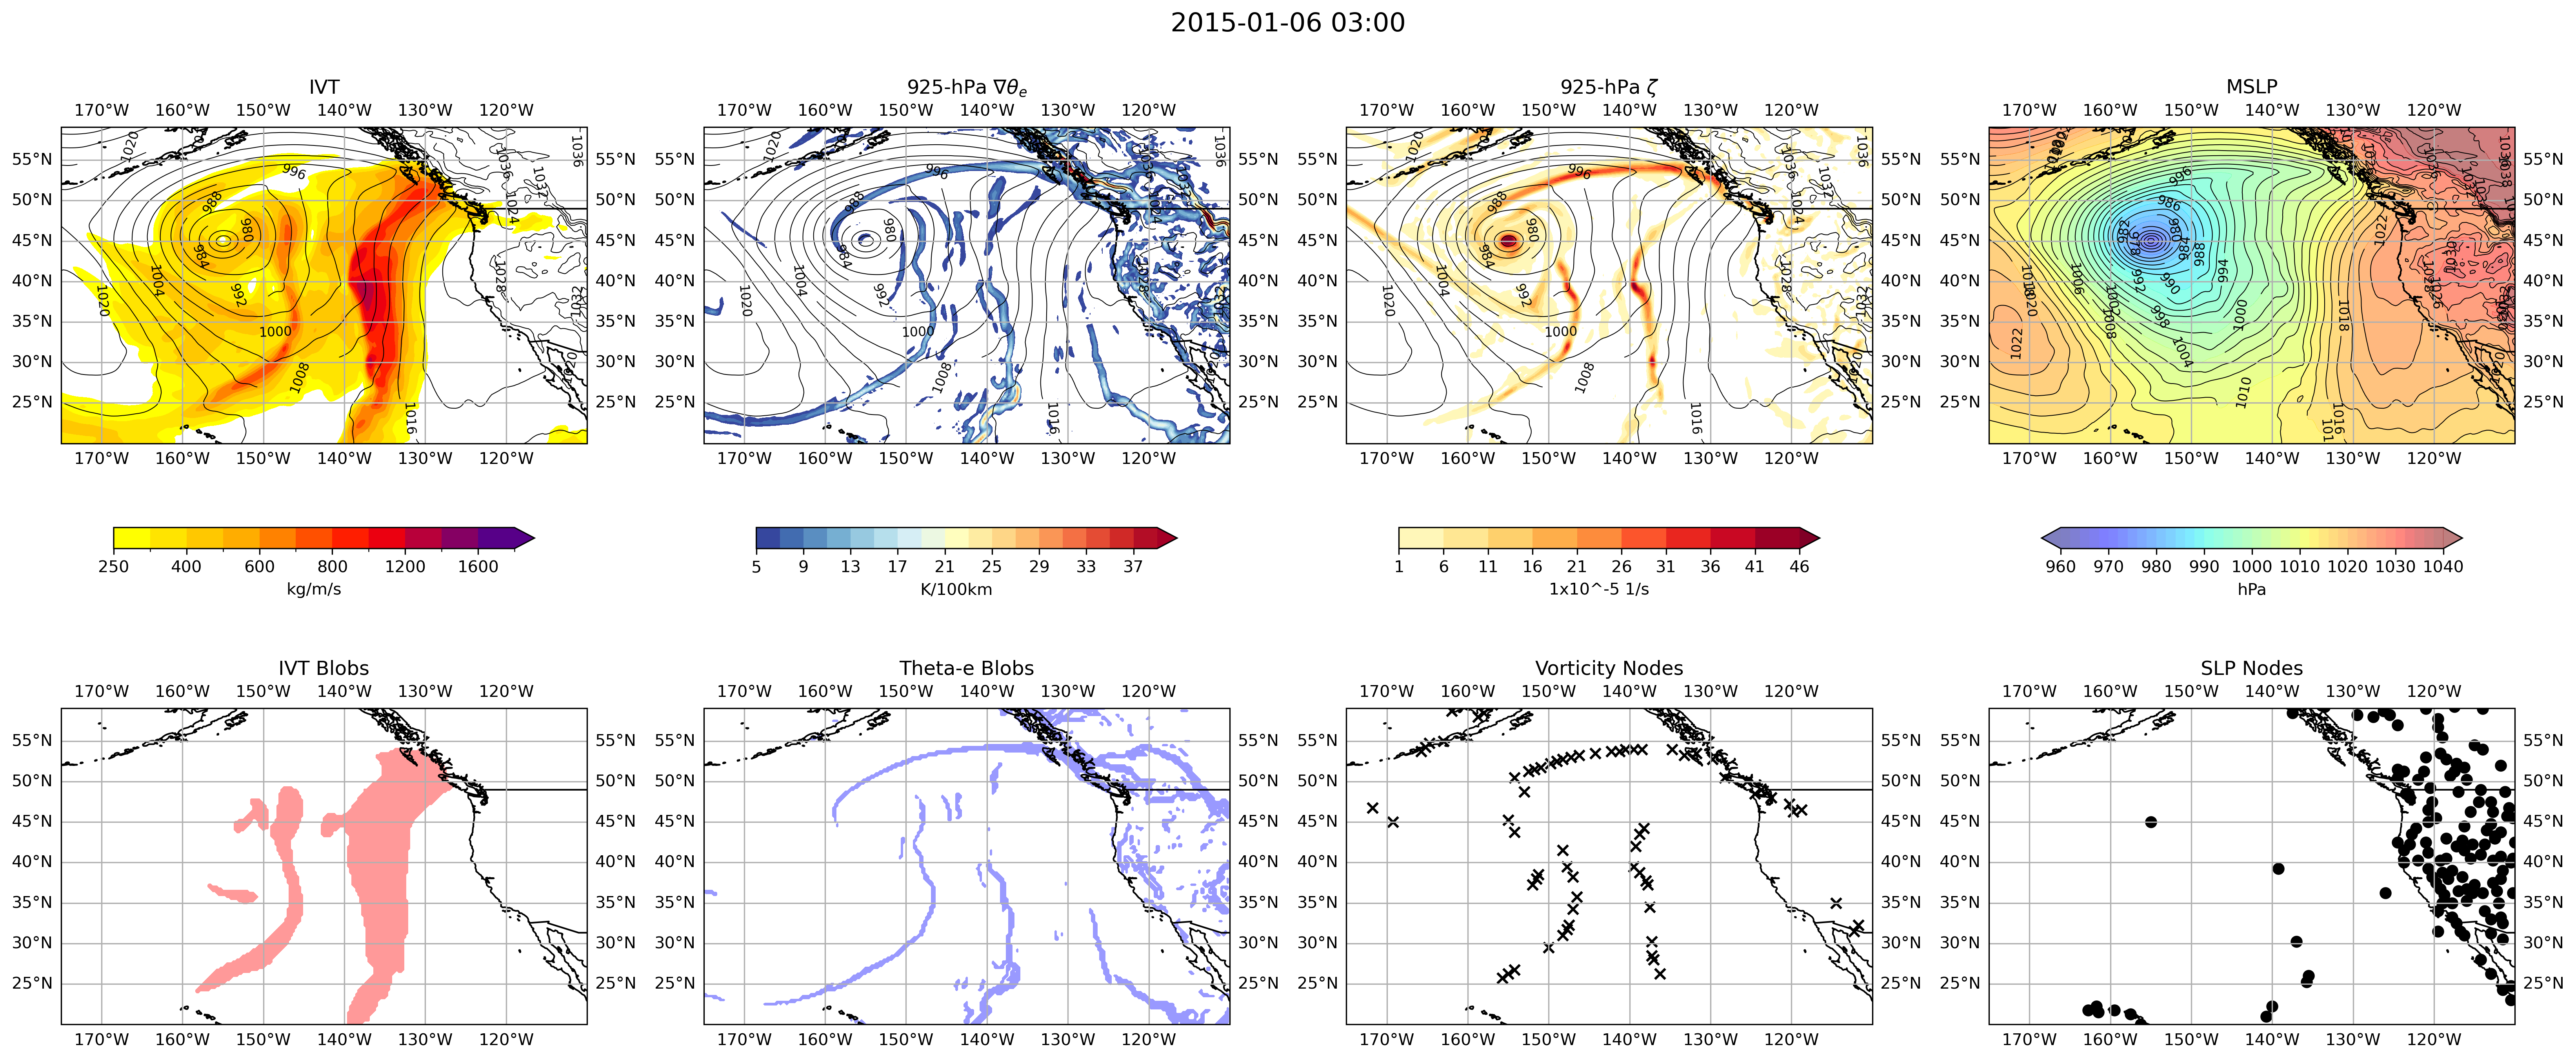 2015-01-06 03:00
IVT
925-hPa ∇θe
925-hPa ζ
MSLP
170°W 160°W 150°W 140°W 130°W 120°W
170°W 160°W 150°W 140°W 130°W 120°W
170°W 160°W 150°W 140°W 130°W 120°W
170°W 160°W 150°W 140°W 130°W 120°W
55°N 55°N 55°N 55°N 55°N 55°N 55°N 55°N
50°N 50°N 50°N 50°N 50°N 50°N 50°N 50°N
45°N 45°N 45°N 45°N 45°N 45°N 45°N 45°N
40°N 40°N 40°N 40°N 40°N 40°N 40°N 40°N
35°N 35°N 35°N 35°N 35°N 35°N 35°N 35°N
30°N 30°N 30°N 30°N 30°N 30°N 30°N 30°N
25°N 25°N 25°N 25°N 25°N 25°N 25°N 25°N
1020 996 988 980 984 992 1004 1020 1000 1008 1016 1036 1032 1024 1028 1032 1020 1036
1020 996 988 980 984 992 1004 1020 1000 1008 1016 1036 1032 1024 1028 1032 1020
1020 996 988 980 984 992 1004 1020 1000 1008 1016 1036 1032 1024 1028 1032 1020
996 986 980 982 978 984 988 992 990 994 998 1000 1004 1006 1008 1010 1016 1018 1020 1022 1022
170°W 160°W 150°W 140°W 130°W 120°W
170°W 160°W 150°W 140°W 130°W 120°W
170°W 160°W 150°W 140°W 130°W 120°W
170°W 160°W 150°W 140°W 130°W 120°W
250 400 600 800 1200 1600
kg/m/s
5 9 13 17 21 25 29 33 37
K/100km
1 6 11 16 21 26 31 36 41 46
1x10^-5 1/s
960 970 980 990 1000 1010 1020 1030 1040
hPa
IVT Blobs
Theta-e Blobs
Vorticity Nodes
SLP Nodes
170°W 160°W 150°W 140°W 130°W 120°W
170°W 160°W 150°W 140°W 130°W 120°W
170°W 160°W 150°W 140°W 130°W 120°W
170°W 160°W 150°W 140°W 130°W 120°W
55°N 55°N 55°N 55°N 55°N 55°N 55°N 55°N
50°N 50°N 50°N 50°N 50°N 50°N 50°N 50°N
45°N 45°N 45°N 45°N 45°N 45°N 45°N 45°N
40°N 40°N 40°N 40°N 40°N 40°N 40°N 40°N
35°N 35°N 35°N 35°N 35°N 35°N 35°N 35°N
30°N 30°N 30°N 30°N 30°N 30°N 30°N 30°N
25°N 25°N 25°N 25°N 25°N 25°N 25°N 25°N
170°W 160°W 150°W 140°W 130°W 120°W
170°W 160°W 150°W 140°W 130°W 120°W
170°W 160°W 150°W 140°W 130°W 120°W
170°W 160°W 150°W 140°W 130°W 120°W